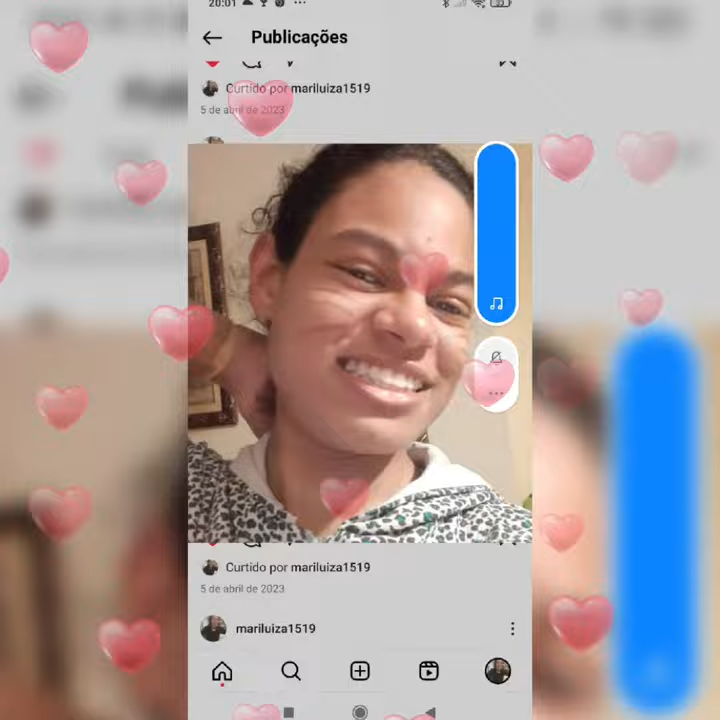 20:01
Publicações
Curtido por mariluiza1519
5 de abril de 2023
Curtido por mariluiza1519
5 de abril de 2023
mariluiza1519